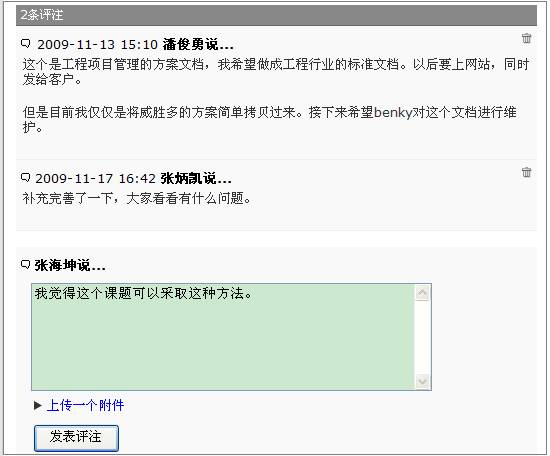 2条评注
2009-11-13 15:10 潘俊勇说...
这个是工程项目管理的方案文档，我希望做成工程行业的标准文档。以后要上网站，同时
发给客户。
但是目前我仅仅是将威胜多的方案简单拷贝过来。接下来希望benky对这个文档进行维
护。
2009-11-17 16:42 张炳凯说...
补充完善了一下，大家看看有什么问题。
张海坤说...
我觉得这个课题可以采取这种方法。
上传一个附件
发表评注